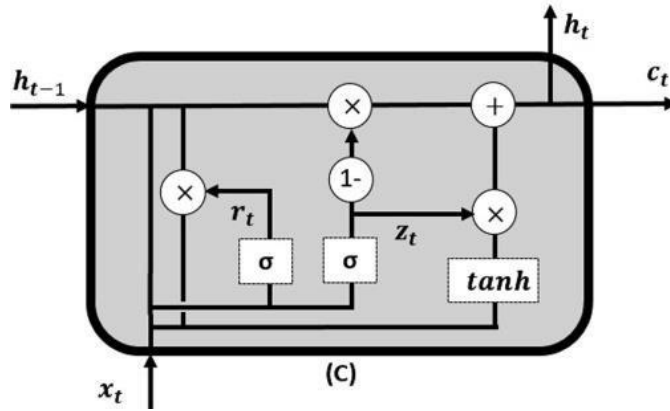 h_t
h_{t-1}
c_t
×
+
1-
×
×
r_t
z_t
σ
σ
tanh
(C)
x_t